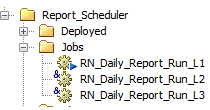 Report_Scheduler
Deployed
Jobs
RN_Daily_Report_Run_L1
RN_Daily_Report_Run_L2
RN_Daily_Report_Run_L3